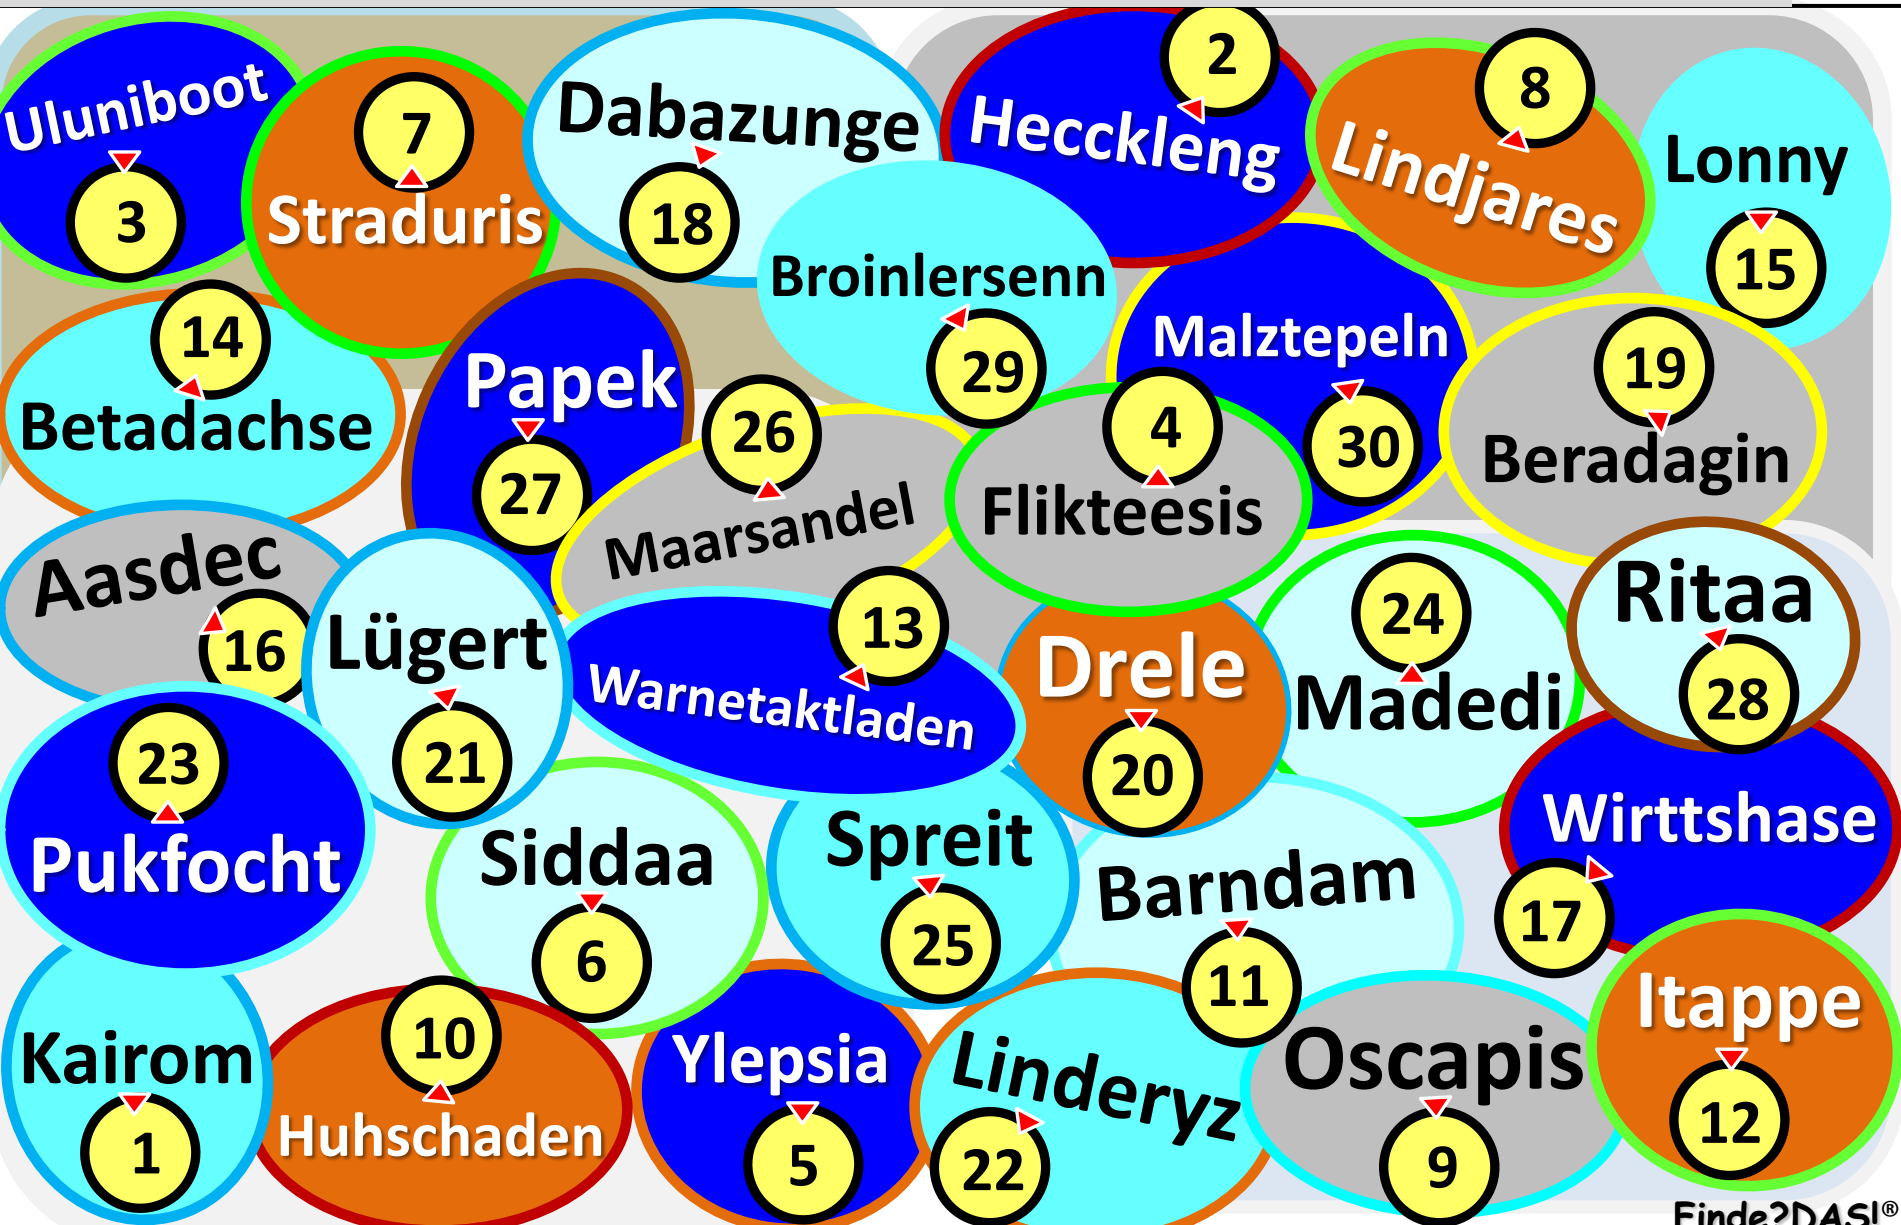 Uluniboot
3
7
Straduris
Dabazunge
18
Hecckleng
2
Lindjares
8
Lonny
15
Broinlersenn
29
14
Betadachse
Papek
27
Malztepeln
30
19
Beradagin
26
Maarsandel
4
Flikteesis
Aasdec
16
Lügert
21
13
Warnetaktladen
Drele
20
24
Madedi
Ritaa
28
23
Pukfocht
Siddaa
6
Spreit
25
Barndam
11
Wirttshase
17
Kairom
1
10
Huhschaden
Ylepsia
5
Linderyz
22
Oscapis
9
Itappe
12
Finde?DAS!®